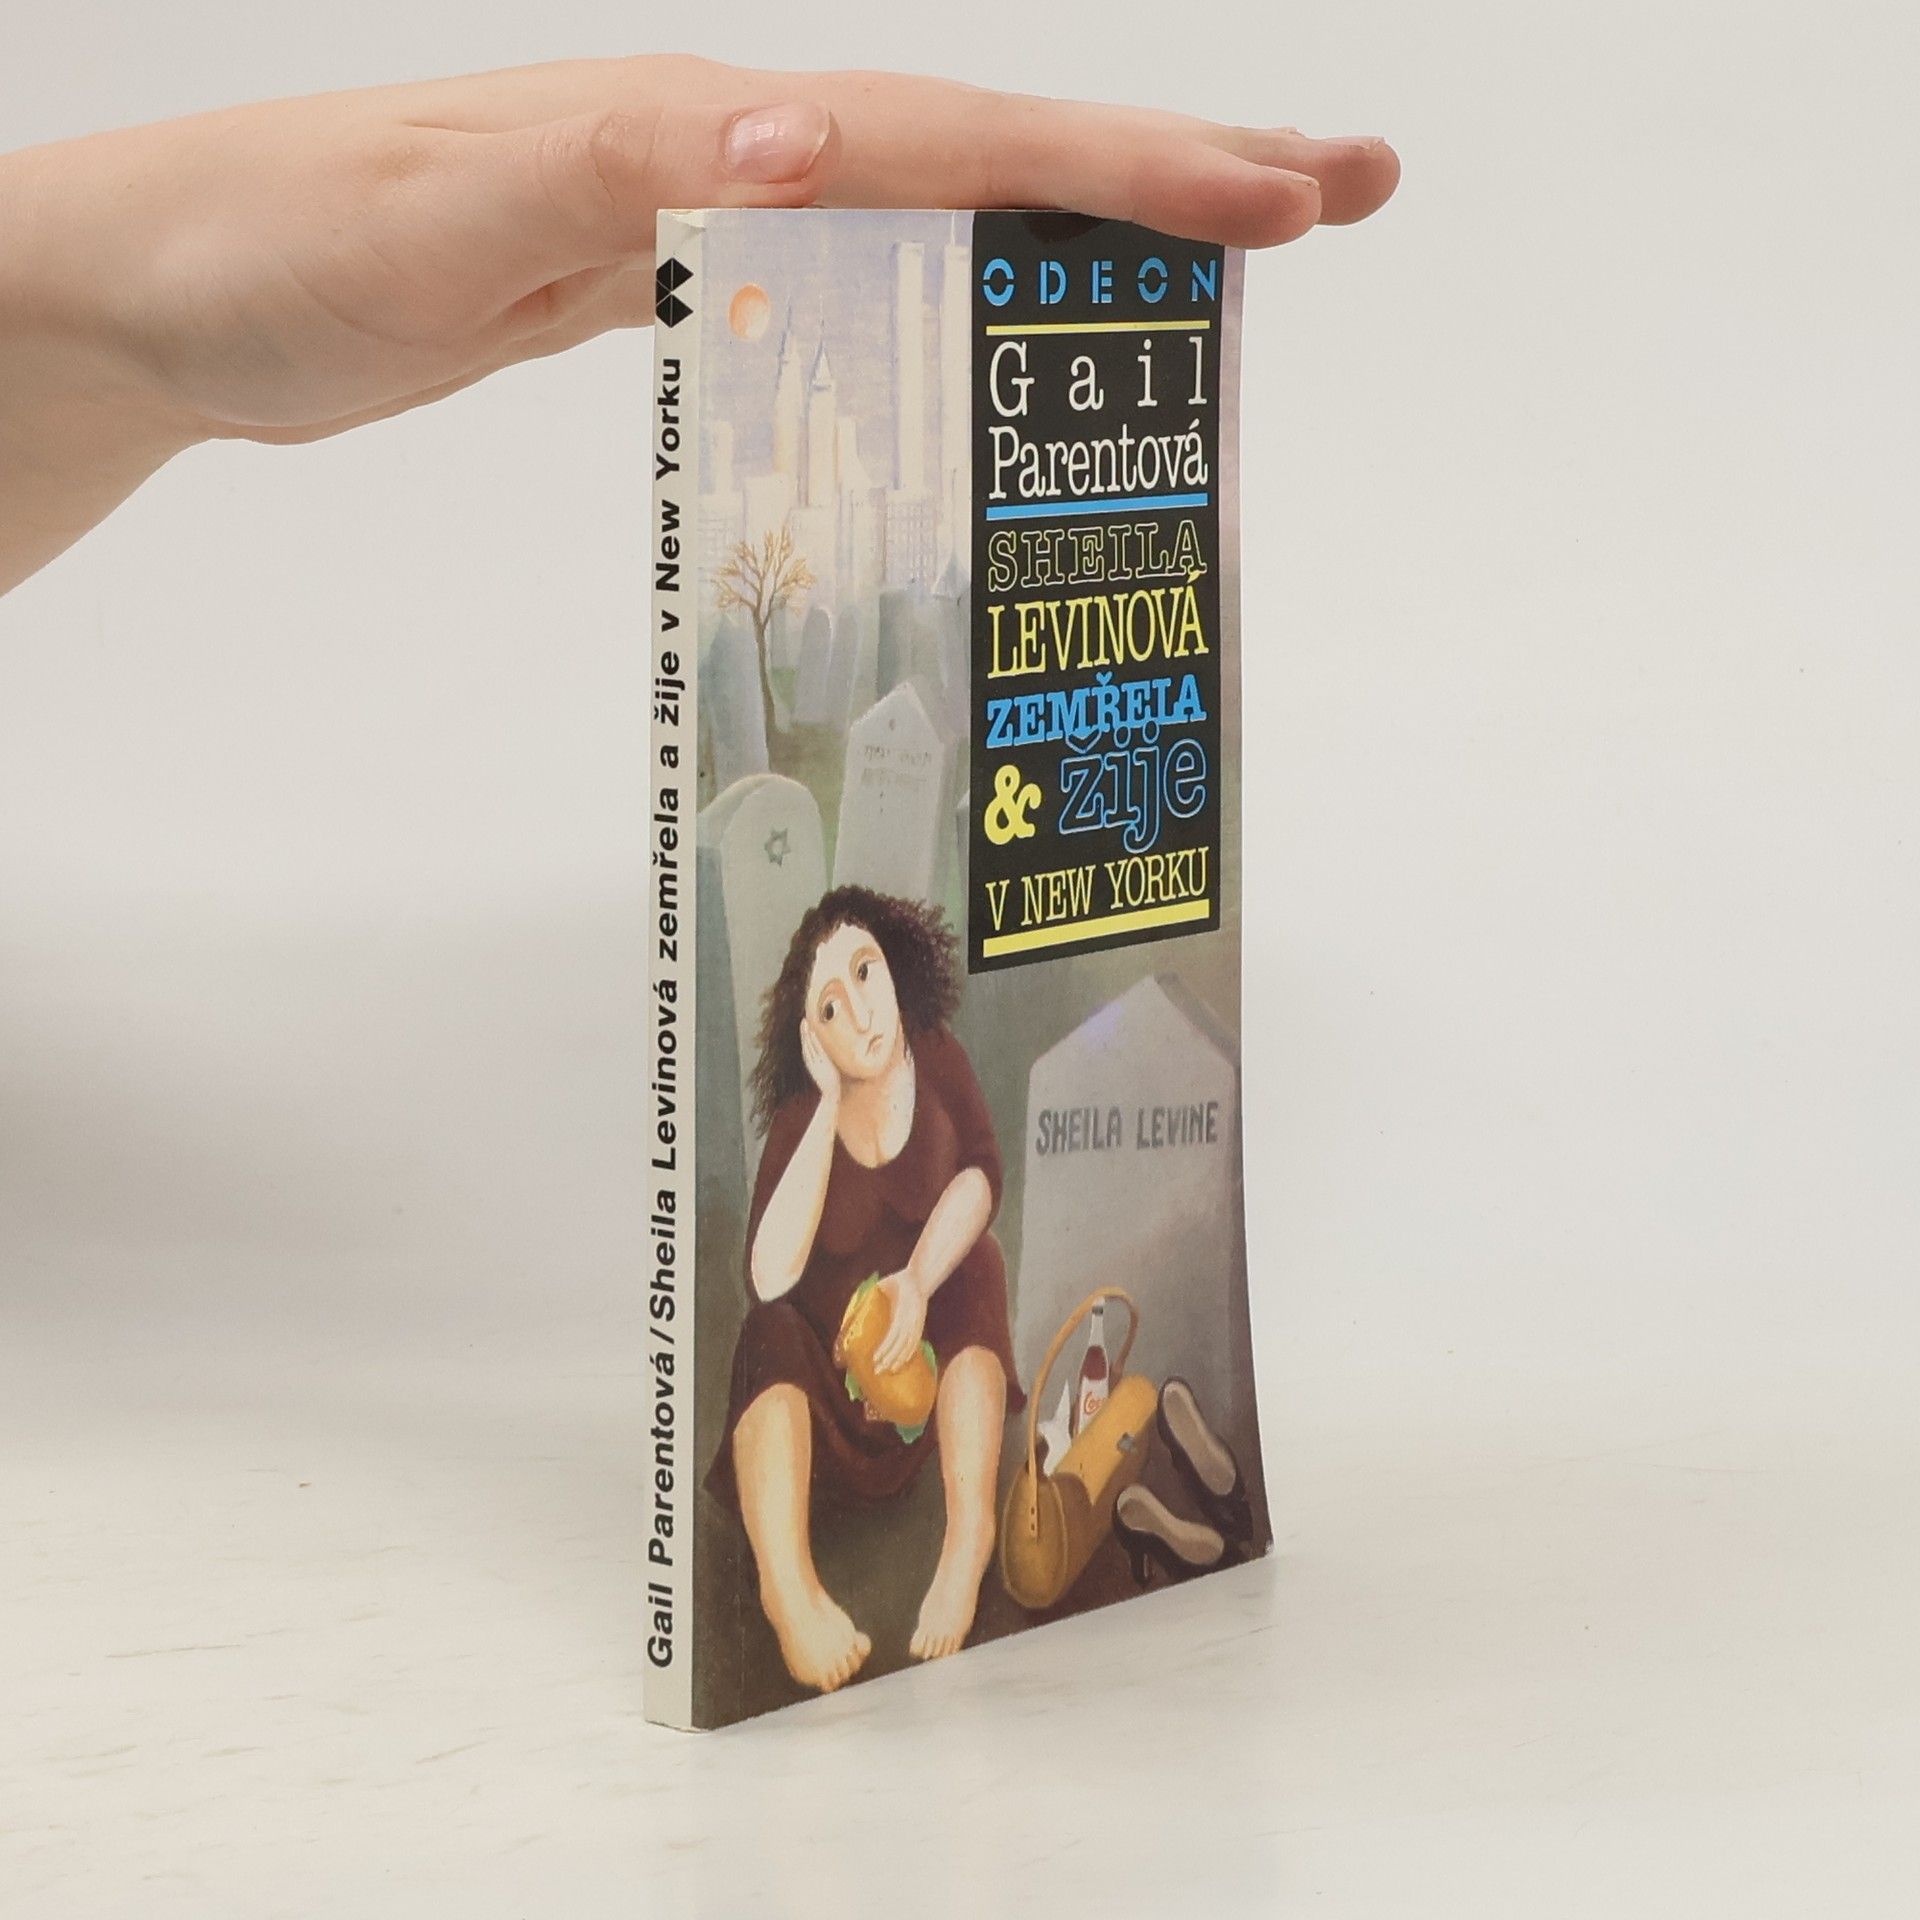 Gail Parentová/Sheila Levinová zemřela a žije v New Yorku
ODEON
Gail
Parentová
SHEILA
LEVINOVÁ
ZEMŘELA
& žije
V NEW YORKU
SHEILA LEVINE